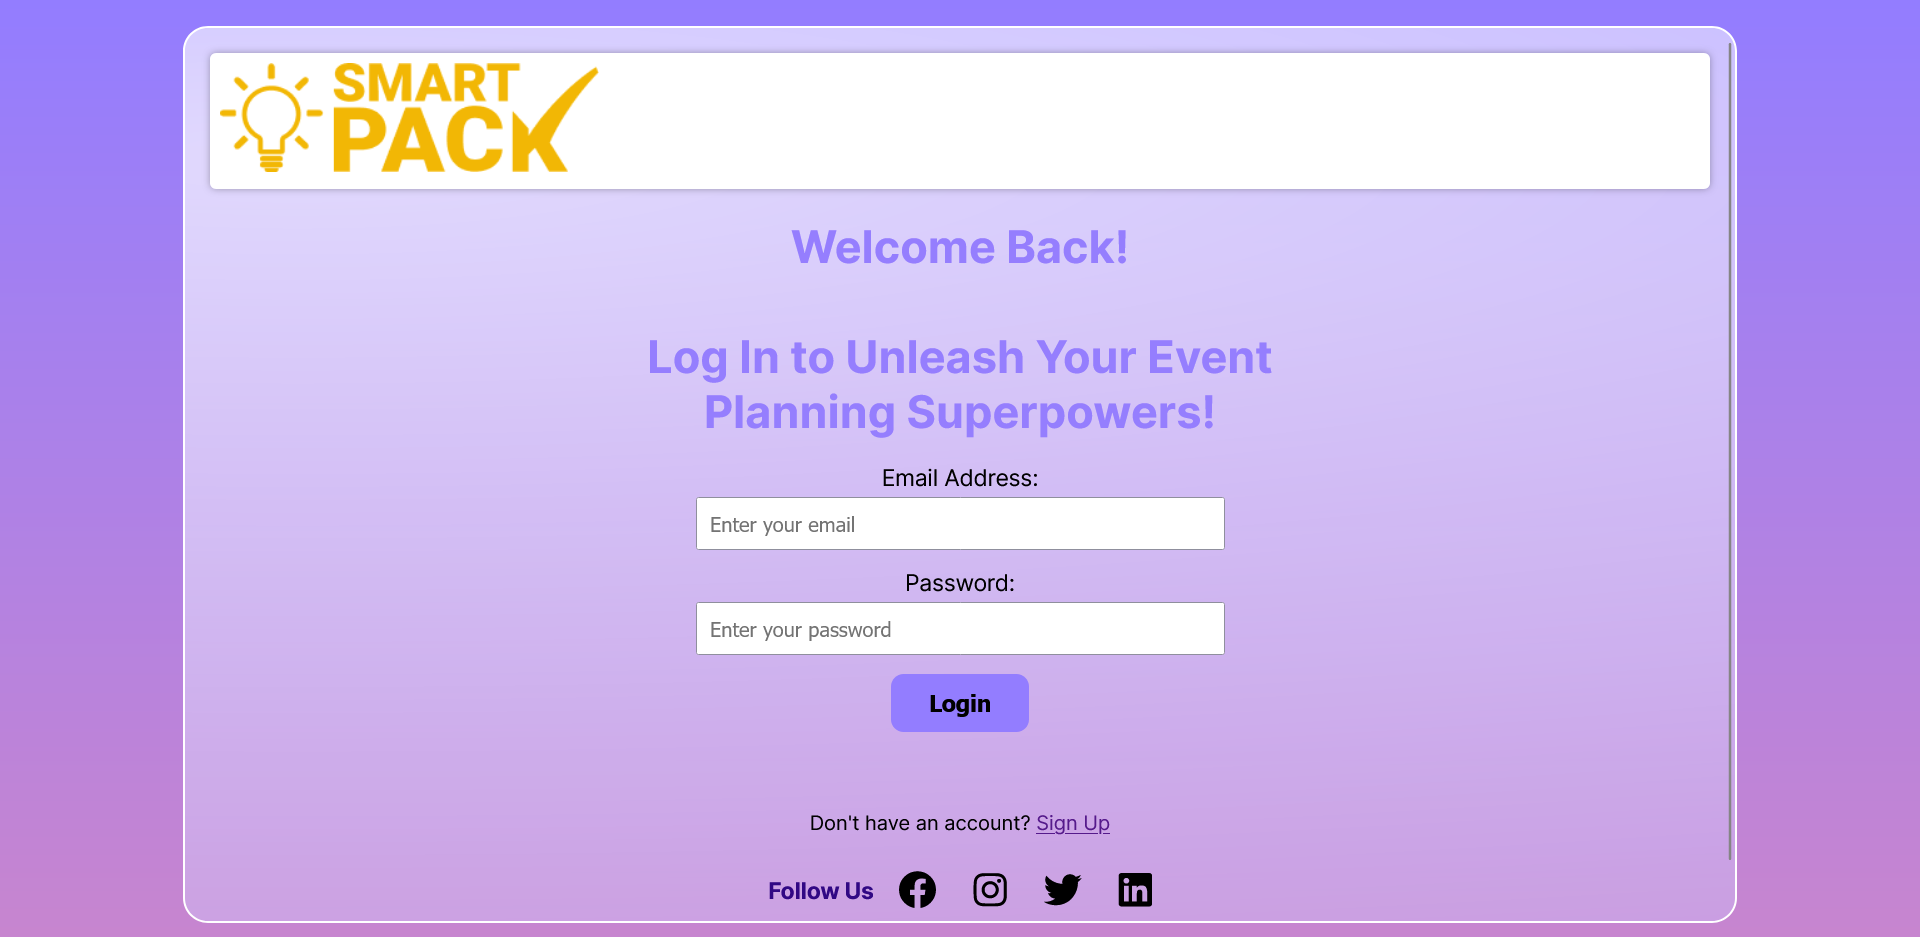 SMART
PACK
Welcome Back!
Log In to Unleash Your Event
Planning Superpowers!
Email Address:
Enter your email
Password:
Enter your password
Login
Don't have an account? Sign Up
Follow Us